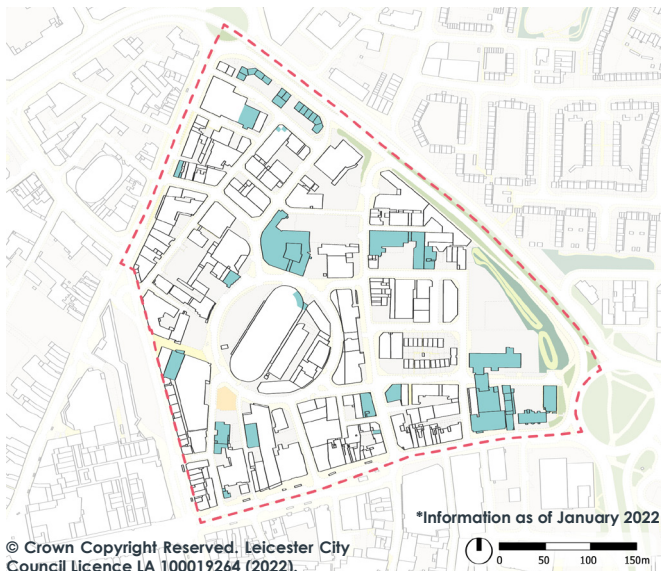 *Information as of January 2022
© Crown Copyright Reserved. Leicester City
Council Licence LA 100019264 (2022).
0 50 100 150m